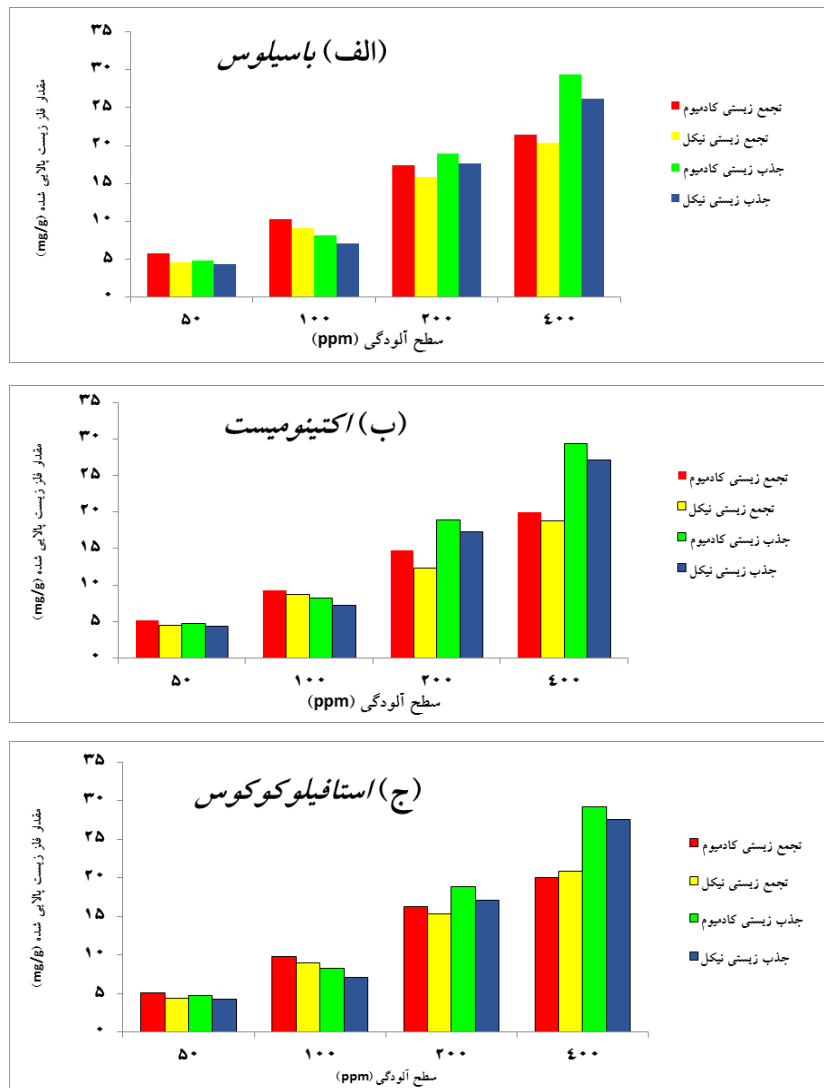 (الف) باسیلوس
مقدار فلز زیست پالایی شده (mg/g)
۳۵
۳۰
۲۵
۲۰
۱۵
۱۰
۵
۰
۵۰ ۱۰۰ ۲۰۰ ٤۰۰
سطح آلودگی (ppm)
تجمع زیستی کادمیوم
تجمع زیستی نیکل
جذب زیستی کادمیوم
جذب زیستی نیکل
(ب) اکتینومیست
مقدار فلز زیست پالایی شده (mg/g)
۳۵
۳۰
۲۵
۲۰
۱۵
۱۰
۵
۰
۵۰ ۱۰۰ ۲۰۰ ٤۰۰
سطح آلودگی (ppm)
تجمع زیستی کادمیوم
تجمع زیستی نیکل
جذب زیستی کادمیوم
جذب زیستی نیکل
(ج) استافیلوکوکوس
مقدار فلز زیست پالایی شده (mg/g)
۳۵
۳۰
۲۵
۲۰
۱۵
۱۰
۵
۰
۵۰ ۱۰۰ ۲۰۰ ٤۰۰
سطح آلودگی (ppm)
تجمع زیستی کادمیوم
تجمع زیستی نیکل
جذب زیستی کادمیوم
جذب زیستی نیکل